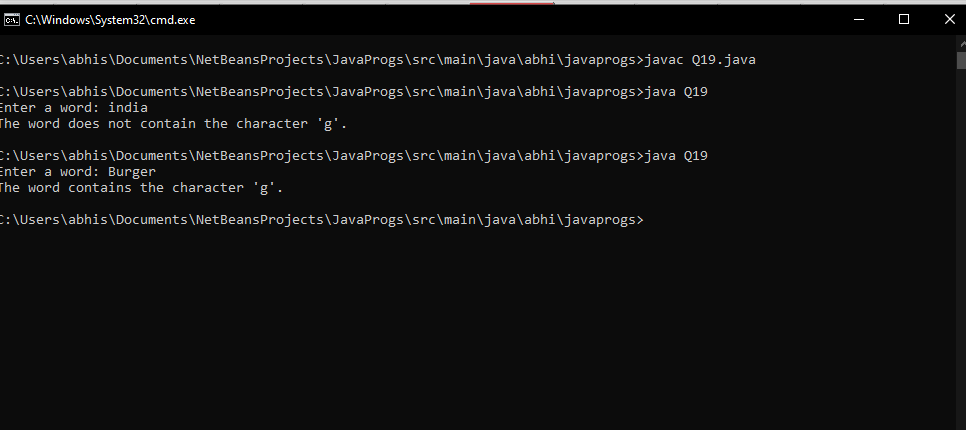 C:\Windows\System32\cmd.exe
C:\Users\abhis\Documents\NetBeansProjects\JavaProgs\src\main\java\abhi\javaprogs>javac Q19.java
C:\Users\abhis\Documents\NetBeansProjects\JavaProgs\src\main\java\abhi\javaprogs>java Q19
Enter a word: india
The word does not contain the character 'g'.
C:\Users\abhis\Documents\NetBeansProjects\JavaProgs\src\main\java\abhi\javaprogs>java Q19
Enter a word: Burger
The word contains the character 'g'.
C:\Users\abhis\Documents\NetBeansProjects\JavaProgs\src\main\java\abhi\javaprogs>